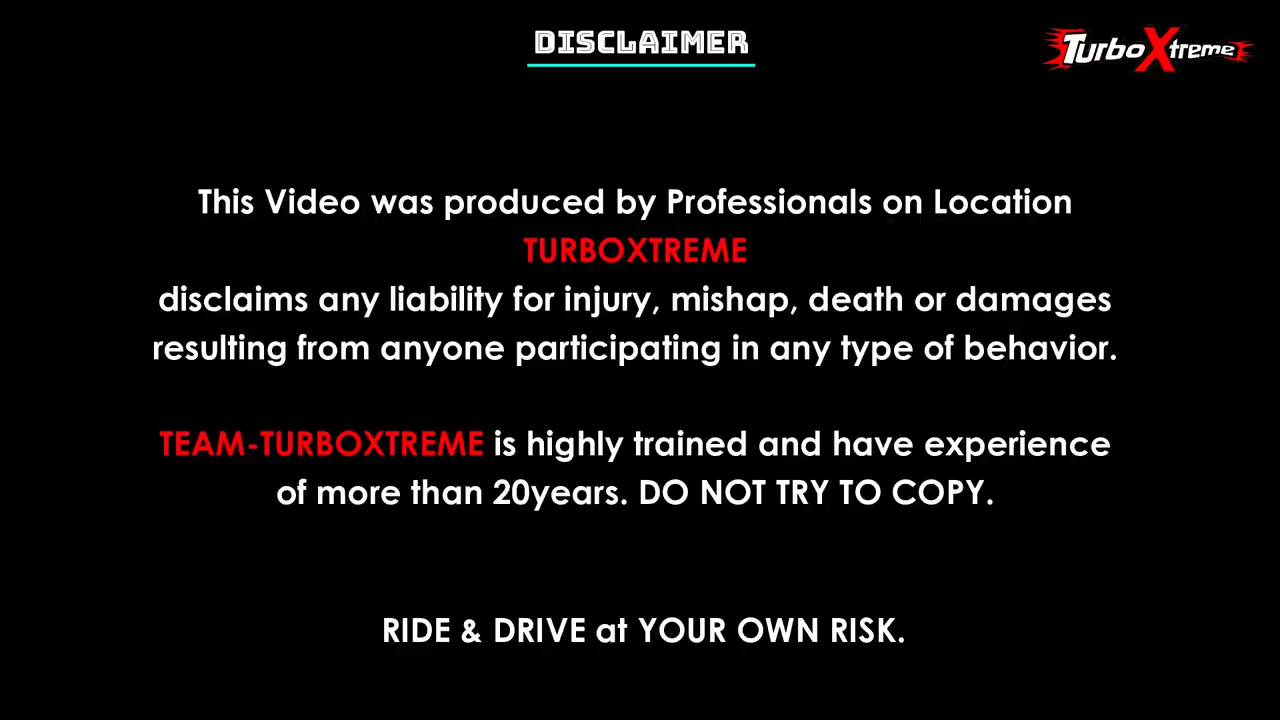 DISCLAIMER
TurboXtreme
This Video was produced by Professionals on Location
TURBOXTREME
disclaims any liability for injury, mishap, death or damages
resulting from anyone participating in any type of behavior.
TEAM-TURBOXTREME is highly trained and have experience
of more than 20years. DO NOT TRY TO COPY.
RIDE & DRIVE at YOUR OWN RISK.